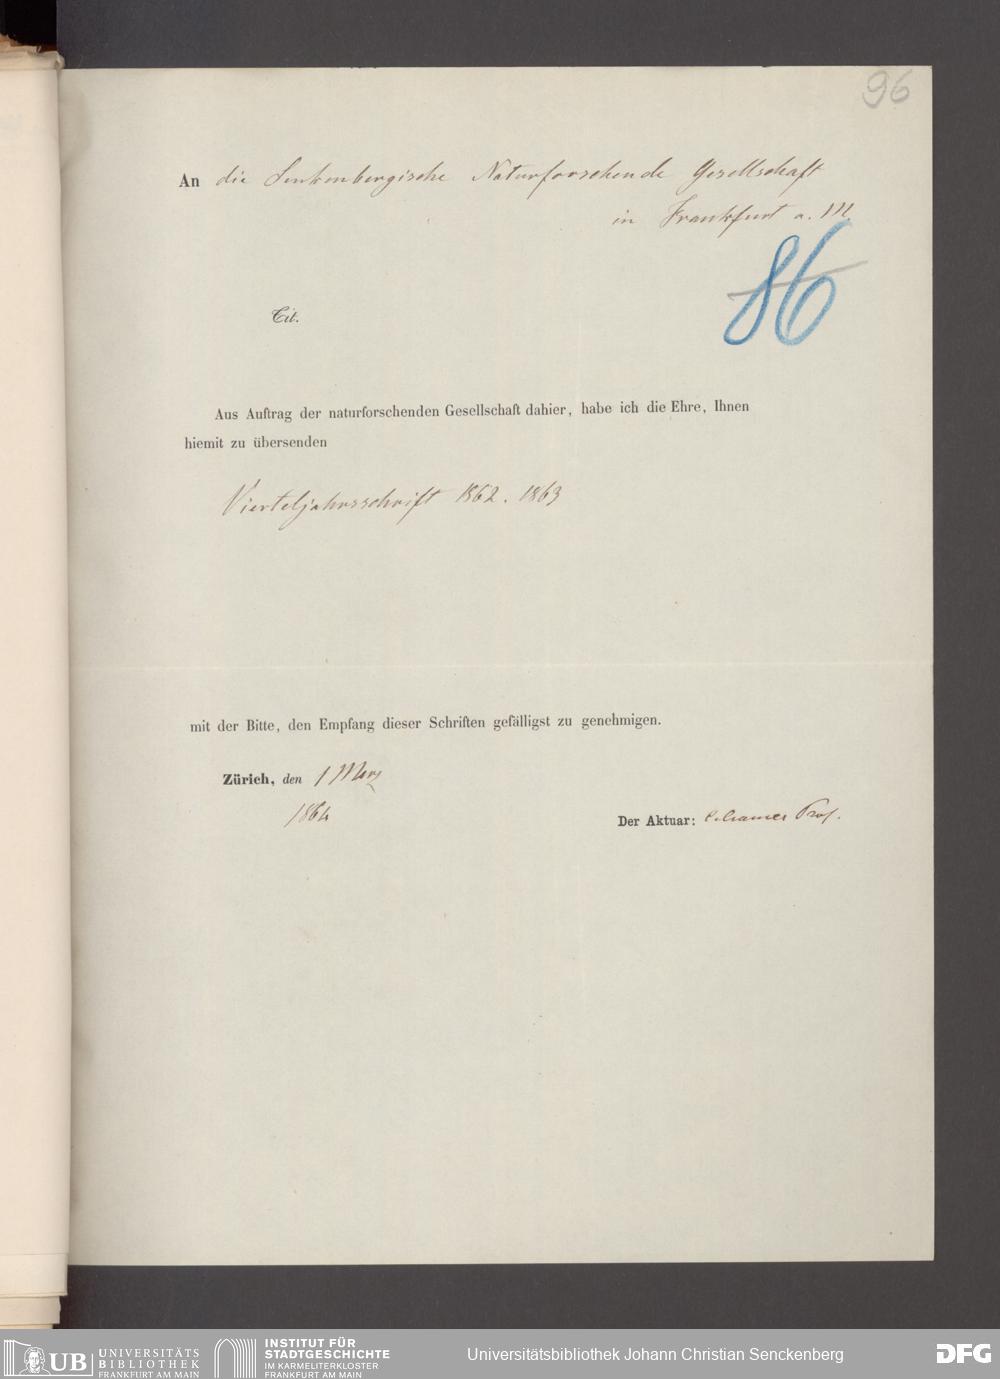 96
An die Senkenbergische Naturforschende Gesellschaft
in Frankfurt a. M.
86
Tit.
Aus Auftrag der naturforschenden Gesellschaft dahier, habe ich die Ehre, Ihnen
hiemit zu übersenden
Vierteljahrsschrift 1862. 1863
mit der Bitte, den Empfang dieser Schriften gefälligst zu genehmigen.
Zürich, den 1 Merz
1864
Der Aktuar: C. Cramer Prof.
UB UNIVERSITÄTS
BIBLIOTHEK
FRANKFURT AM MAIN
INSTITUT FÜR
STADTGESCHICHTE
IM KARMELITERKLOSTER
FRANKFURT AM MAIN
Universitätsbibliothek Johann Christian Senckenberg
DFG